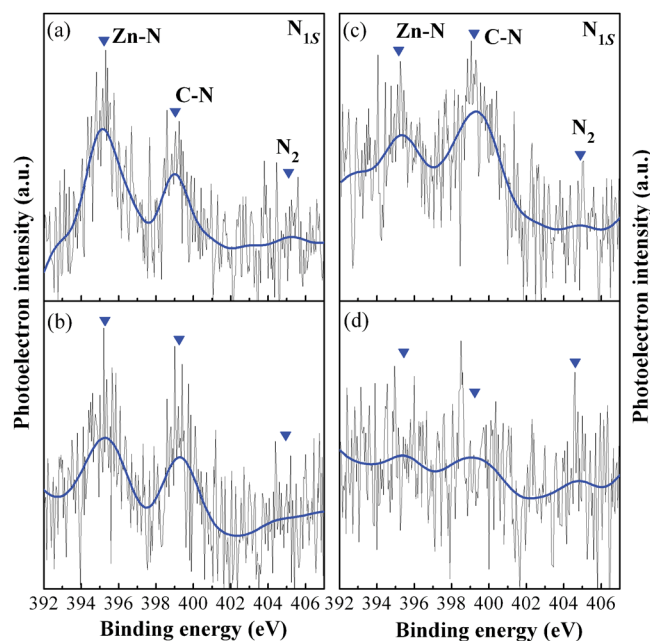 Photoelectron intensity (a.u.)
(a)
Zn-N
C-N
N1S
N2
(c)
Zn-N
C-N
N1S
N2
(b)
(d)
392 394 396 398 400 402 404 406
392 394 396 398 400 402 404 406
Binding energy (eV)
Binding energy (eV)
Photoelectron intensity (a.u.)